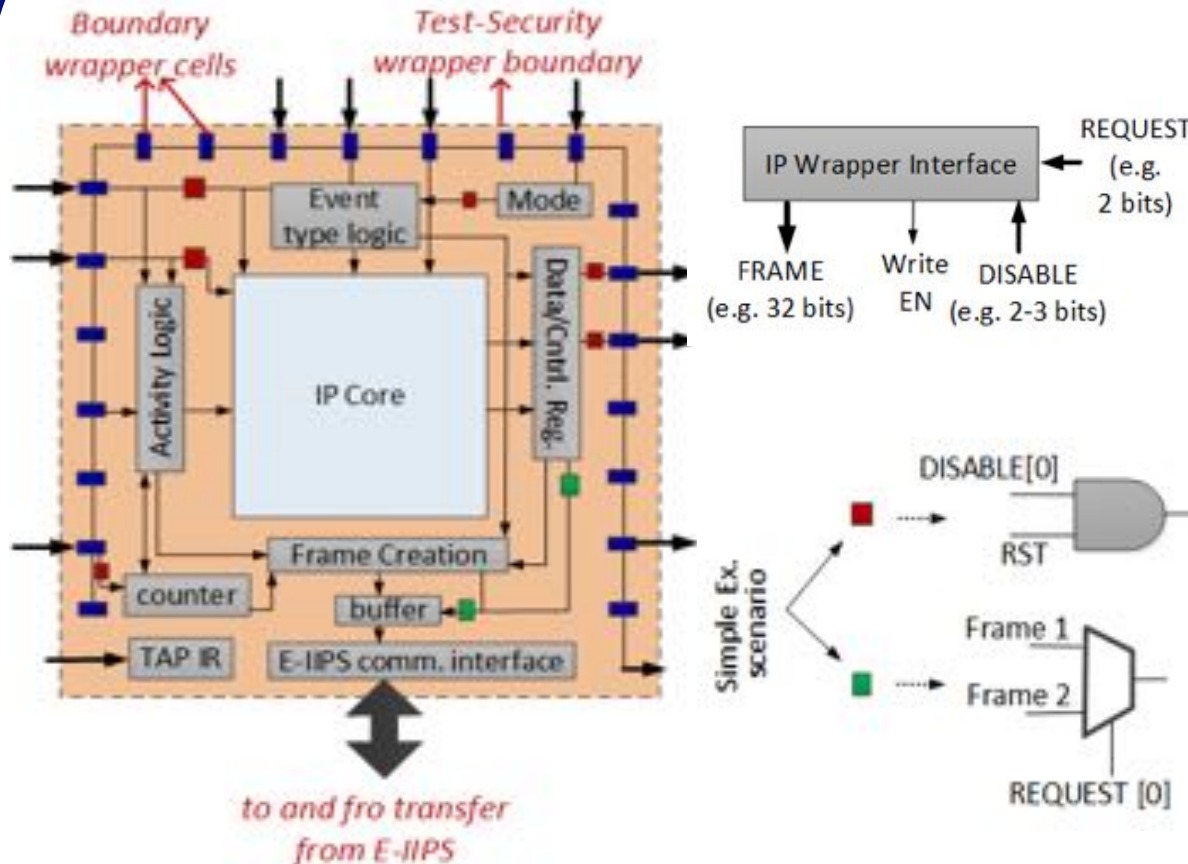 Boundary
wrapper cells
Test-Security
wrapper boundary
Event
type logic
Mode
Activity Logic
IP Core
Data/Cntrl. Reg.
Frame Creation
counter
buffer
TAP IR
E-IIPS comm. interface
to and fro transfer
from E-IIPS
IP Wrapper Interface
REQUEST
(e.g.
2 bits)
FRAME
(e.g. 32 bits)
Write
EN
DISABLE
(e.g. 2-3 bits)
Simple Ex.
scenario
DISABLE[0]
RST
Frame 1
Frame 2
REQUEST [0]